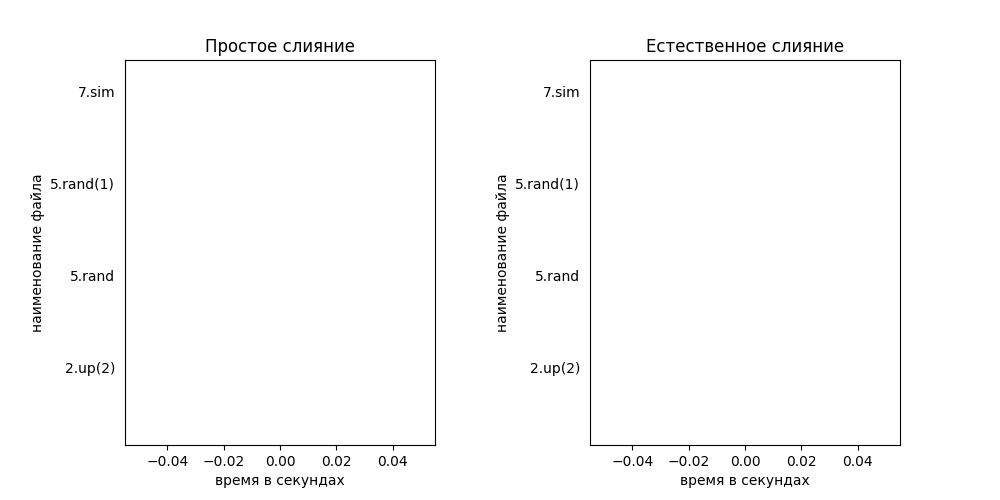 Простое слияние
7.sim
5.rand(1)
5.rand
2.up(2)
наименование файла
−0.04 −0.02 0.00 0.02 0.04
время в секундах
Естественное слияние
7.sim
5.rand(1)
5.rand
2.up(2)
наименование файла
−0.04 −0.02 0.00 0.02 0.04
время в секундах